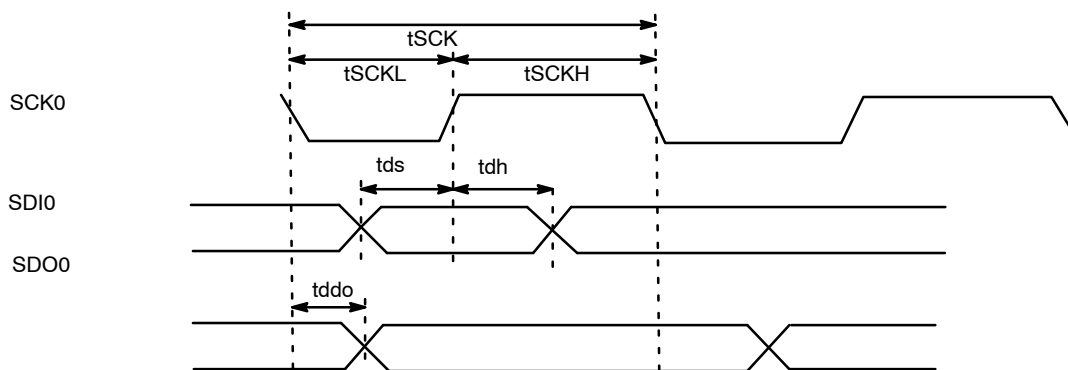 tSCK
tSCKL tSCKH
SCK0
tds tdh
SDI0
SDO0
tddo